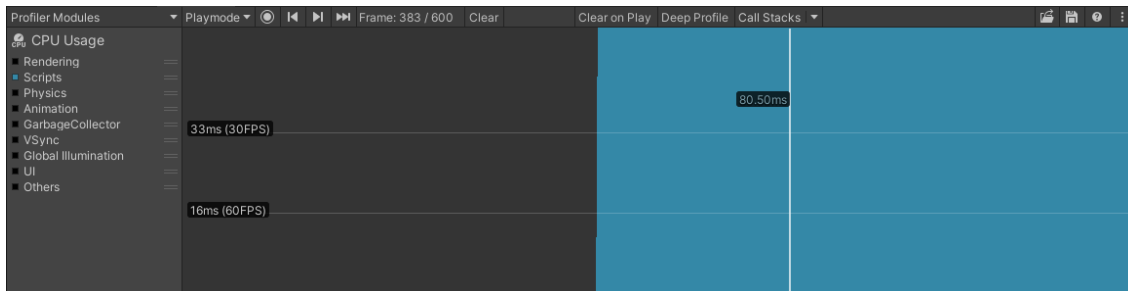 Profiler Modules Playmode Frame: 383 / 600 Clear Clear on Play Deep Profile Call Stacks
CPU CPU Usage
Rendering
Scripts
Physics
Animation
GarbageCollector
VSync
Global Illumination
UI
Others
80.50ms
33ms (30FPS)
16ms (60FPS)